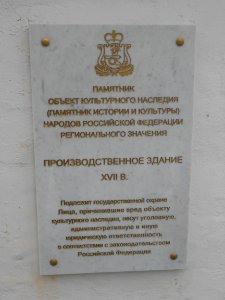 ПАМЯТНИК
ОБЪЕКТ КУЛЬТУРНОГО НАСЛЕДИЯ
(ПАМЯТНИК ИСТОРИИ И КУЛЬТУРЫ)
НАРОДОВ РОССИЙСКОЙ ФЕДЕРАЦИИ
РЕГИОНАЛЬНОГО ЗНАЧЕНИЯ
ПРОИЗВОДСТВЕННОЕ ЗДАНИЕ
XVII В.
Подлежит государственной охране
Лица, причинившие вред объекту
культурного наследия, несут уголовную,
административную и иную
юридическую ответственность
в соответствии с законодательством
Российской Федерации